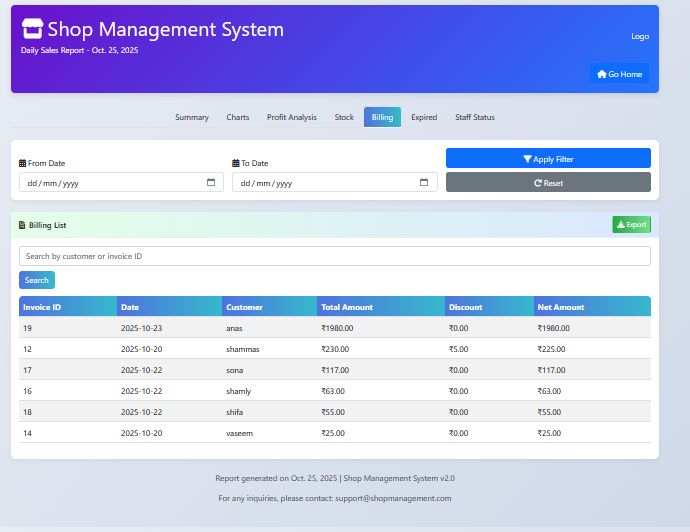 Shop Management System
Daily Sales Report - Oct. 25, 2025
Logo
Go Home
Summary Charts Profit Analysis Stock Billing Expired Staff Status
From Date To Date
dd/mm/yyyy dd/mm/yyyy
Apply Filter
Reset
Billing List Export
Search by customer or invoice ID
Search
Invoice ID Date Customer Total Amount Discount Net Amount
19 2025-10-23 anas ₹1980.00 ₹0.00 ₹1980.00
12 2025-10-20 shammas ₹230.00 ₹5.00 ₹225.00
17 2025-10-22 sona ₹117.00 ₹0.00 ₹117.00
16 2025-10-22 shamly ₹63.00 ₹0.00 ₹63.00
18 2025-10-22 shifa ₹55.00 ₹0.00 ₹55.00
14 2025-10-20 vaseem ₹25.00 ₹0.00 ₹25.00
Report generated on Oct. 25, 2025 | Shop Management System v2.0
For any inquiries, please contact: support@shopmanagement.com